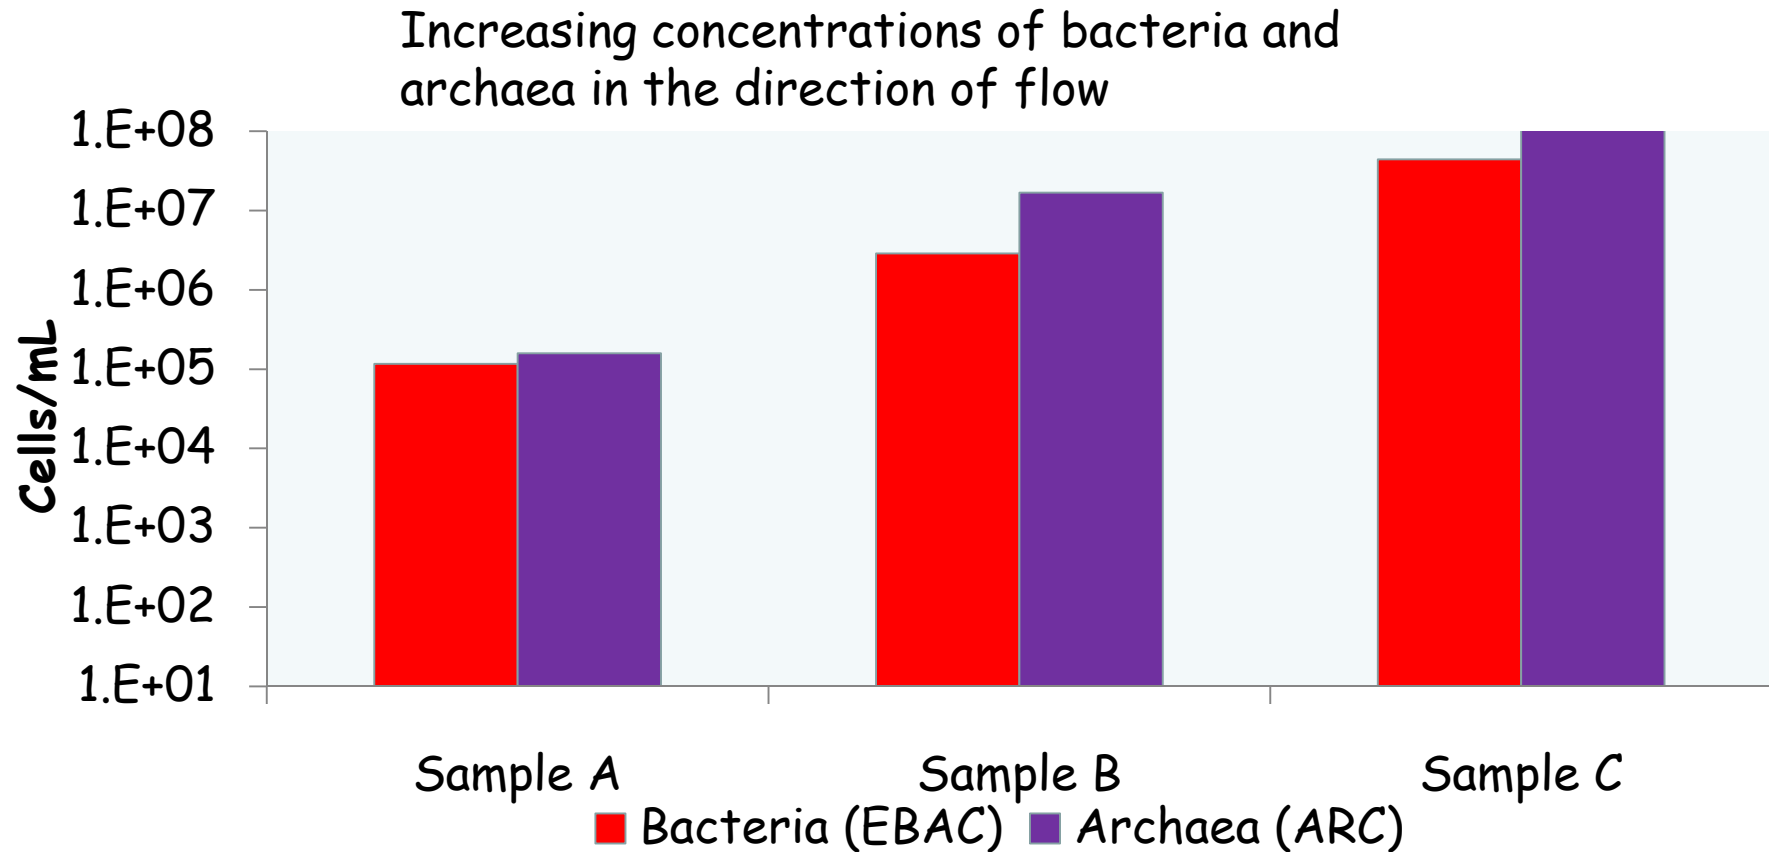 Increasing concentrations of bacteria and
archaea in the direction of flow
1.E+08
1.E+07
1.E+06
1.E+05
1.E+04
1.E+03
1.E+02
1.E+01
Cells/mL
Sample A
Sample B
Sample C
Bacteria (EBAC)
Archaea (ARC)